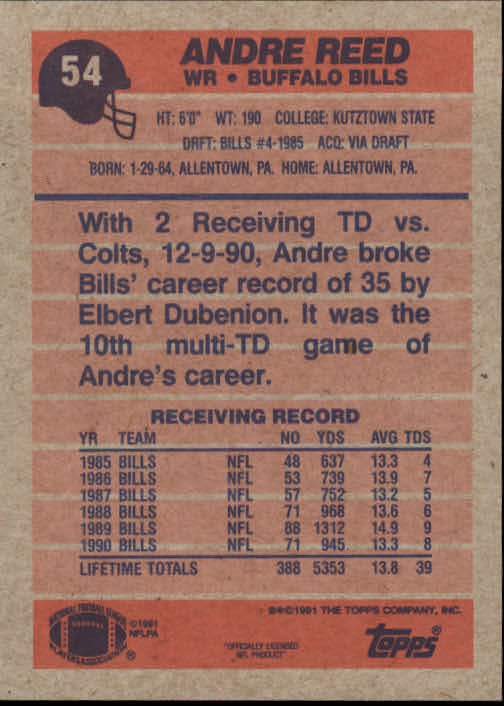 54
ANDRE REED
WR • BUFFALO BILLS
HT: 6'0" WT: 190 COLLEGE: KUTZTOWN STATE
DRFT: BILLS #4-1985 ACQ: VIA DRAFT
BORN: 1-29-64, ALLENTOWN, PA. HOME: ALLENTOWN, PA.
With 2 Receiving TD vs.
Colts, 12-9-90, Andre broke
Bills' career record of 35 by
Elbert Dubenion. It was the
10th multi-TD game of
Andre's career.
RECEIVING RECORD
YR TEAM NO YDS AVG TDS
1985 BILLS NFL 48 637 13.3 4
1986 BILLS NFL 53 739 13.9 7
1987 BILLS NFL 57 752 13.2 5
1988 BILLS NFL 71 968 13.6 6
1989 BILLS NFL 88 1312 14.9 9
1990 BILLS NFL 71 945 13.3 8
LIFETIME TOTALS 388 5353 13.8 39
©1991 THE TOPPS COMPANY, INC.
NATIONAL FOOTBALL LEAGUE
PLAYERS ASSOCIATION
®
©1991
NFLPA
"OFFICIALLY LICENSED
NFL PRODUCT"
Topps®